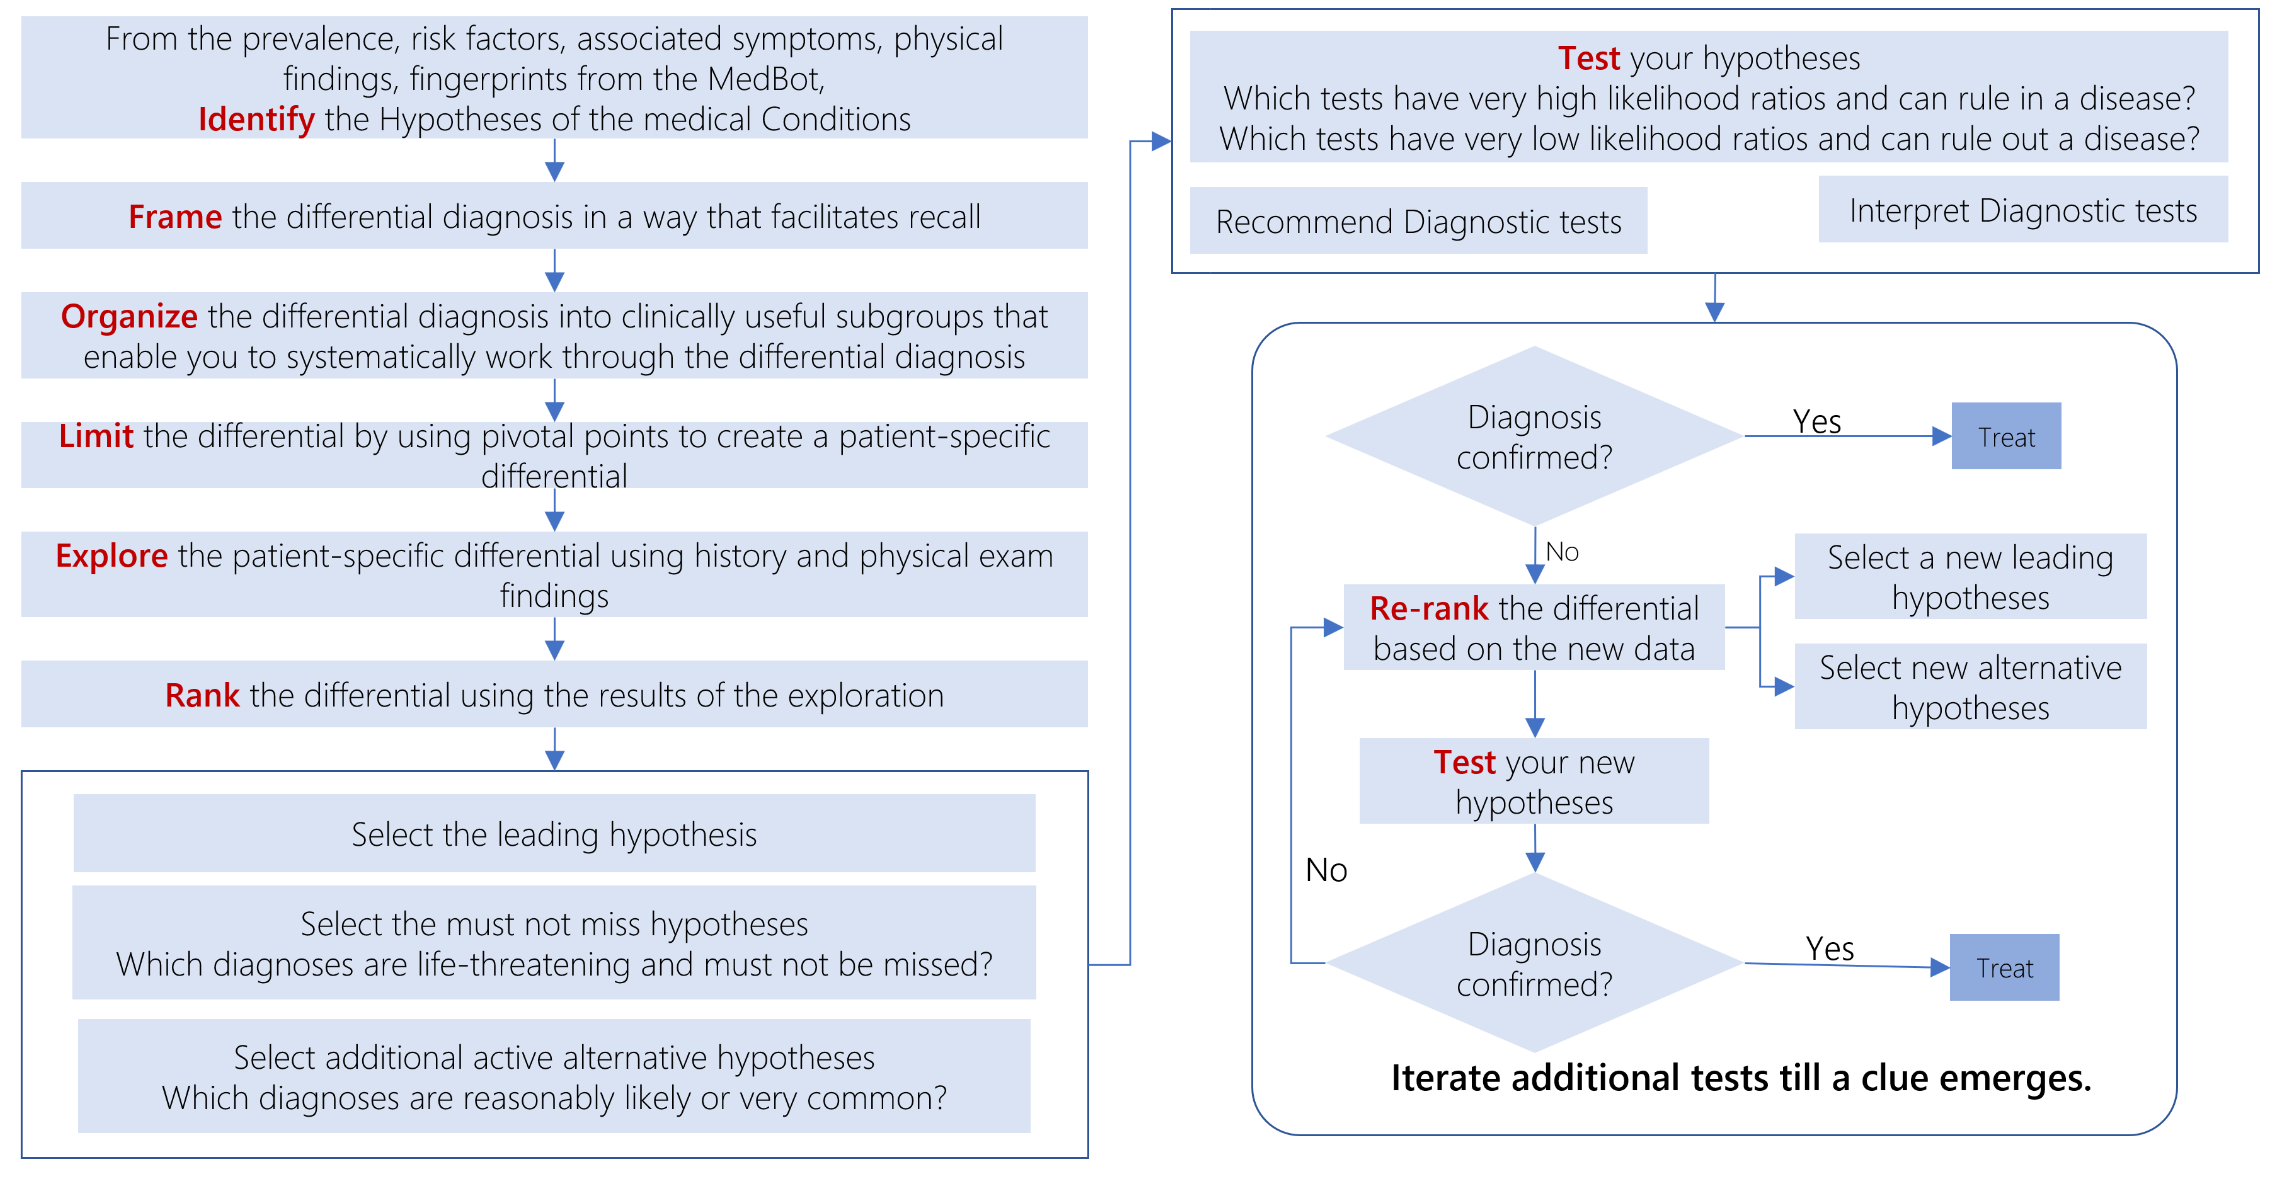 From the prevalence, risk factors, associated symptoms, physical
findings, fingerprints from the MedBot,
Identify the Hypotheses of the medical Conditions
Frame the differential diagnosis in a way that facilitates recall
Organize the differential diagnosis into clinically useful subgroups that
enable you to systematically work through the differential diagnosis
Limit the differential by using pivotal points to create a patient-specific
differential
Explore the patient-specific differential using history and physical exam
findings
Rank the differential using the results of the exploration
Select the leading hypothesis
Select the must not miss hypotheses
Which diagnoses are life-threatening and must not be missed?
Select additional active alternative hypotheses
Which diagnoses are reasonably likely or very common?
Test your hypotheses
Which tests have very high likelihood ratios and can rule in a disease?
Which tests have very low likelihood ratios and can rule out a disease?
Recommend Diagnostic tests
Interpret Diagnostic tests
Diagnosis
confirmed?
Yes
Treat
No
Re-rank the differential
based on the new data
Select a new leading
hypotheses
Select new alternative
hypotheses
Test your new
hypotheses
No
Diagnosis
confirmed?
Yes
Treat
Iterate additional tests till a clue emerges.